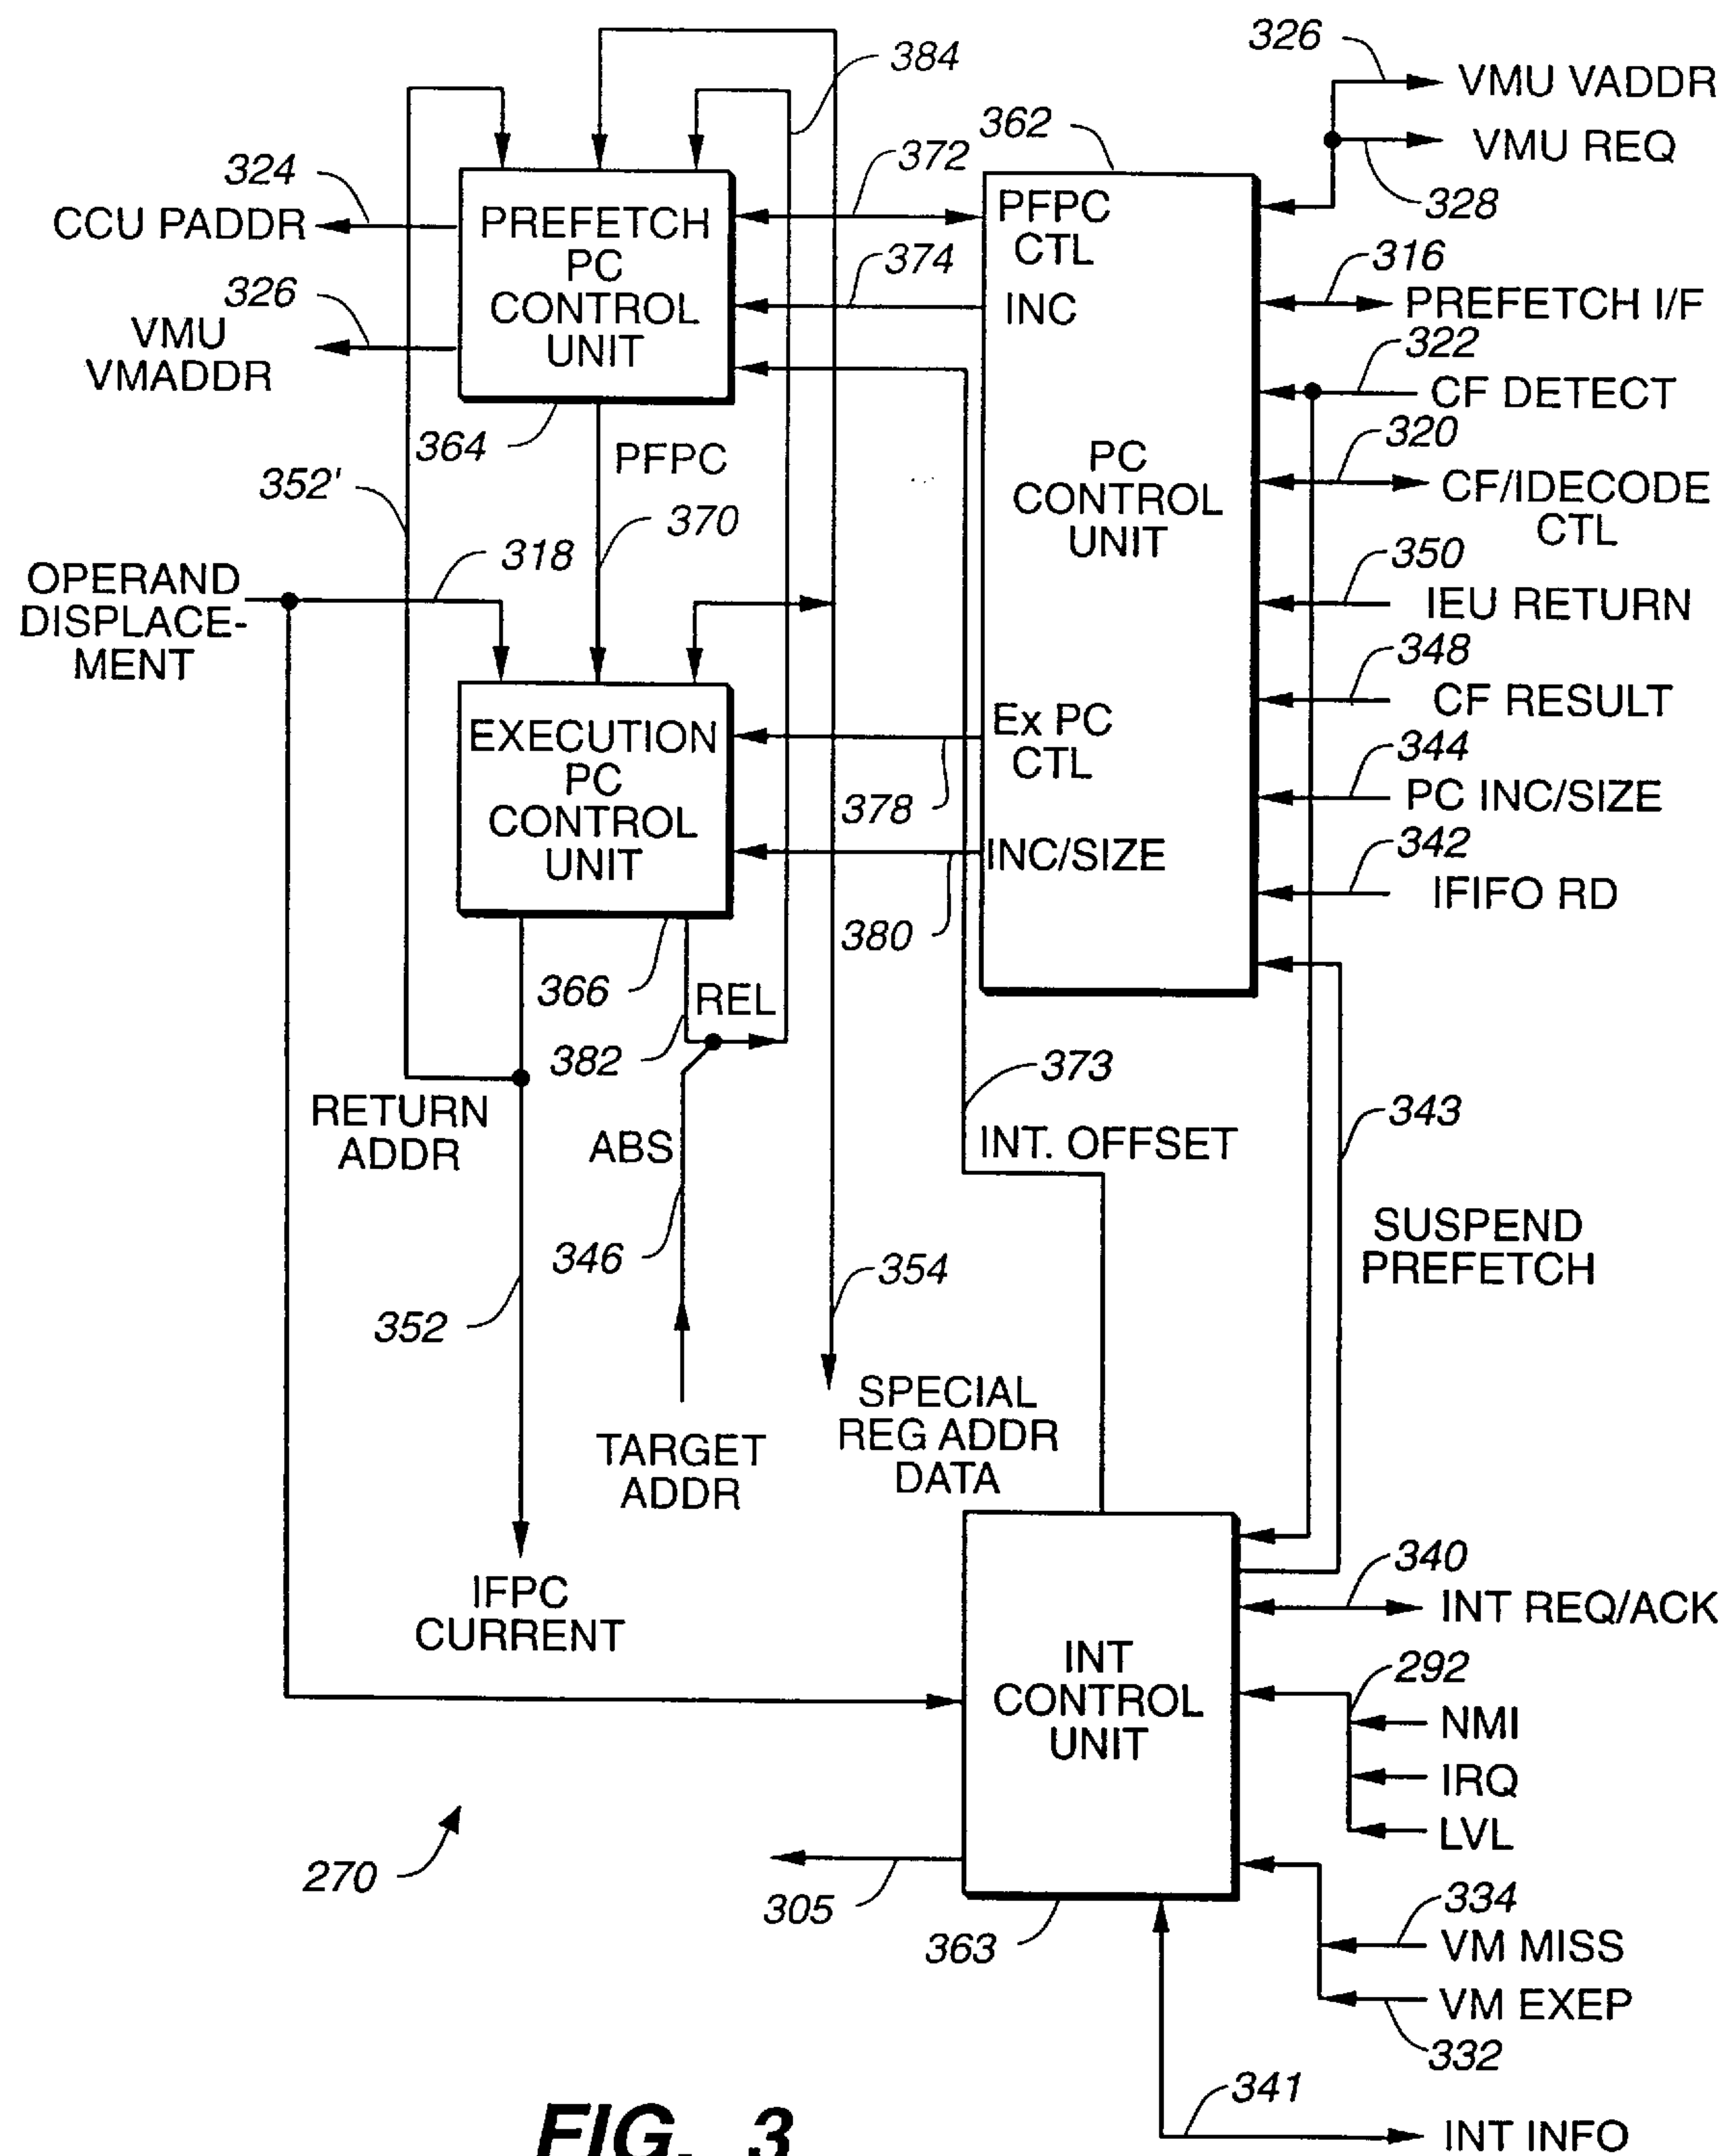 384
326
VMU VADDR
362
VMU REQ
372
324
328
CCU PADDR
PREFETCH
PC
CONTROL
UNIT
PFPC
CTL
374
316
326
INC
PREFETCH I/F
VMU
VMADDR
322
CF DETECT
364
PFPC
320
352'
PC
CONTROL
UNIT
CF/IDECODE
CTL
370
318
350
OPERAND
DISPLACE-
MENT
IEU RETURN
348
CF RESULT
EXECUTION
PC
CONTROL
UNIT
Ex PC
CTL
344
378
PC INC/SIZE
342
INC/SIZE
IFIFO RD
380
366
REL
382
373
RETURN
ADDR
343
ABS
INT. OFFSET
SUSPEND
PREFETCH
346
354
352
SPECIAL
REG ADDR
DATA
TARGET
ADDR
340
IFPC
CURRENT
INT REQ/ACK
INT
CONTROL
UNIT
292
NMI
IRQ
LVL
270
305
334
363
VM MISS
VM EXEP
332
341
INT INFO
FIG. 3